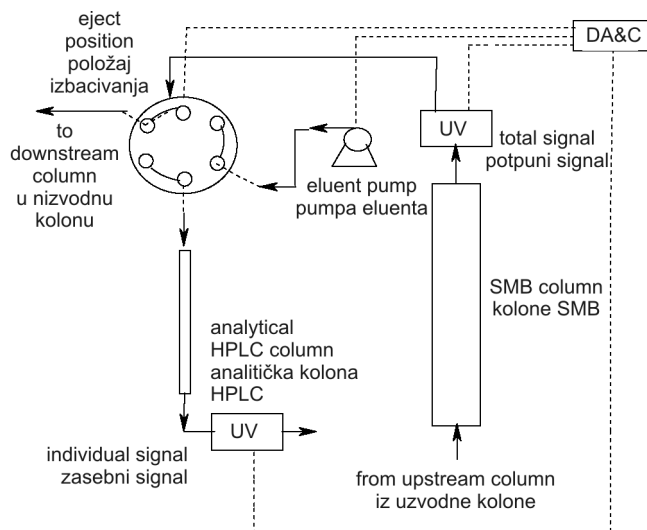 eject
position
položaj
izbacivanja
DA&C
to
downstream
column
u nizvodnu
kolonu
UV
total signal
potpuni signal
eluent pump
pumpa eluenta
SMB column
kolone SMB
analytical
HPLC column
analitička kolona
HPLC
UV
individual signal
zasebni signal
from upstream column
iz uzvodne kolone